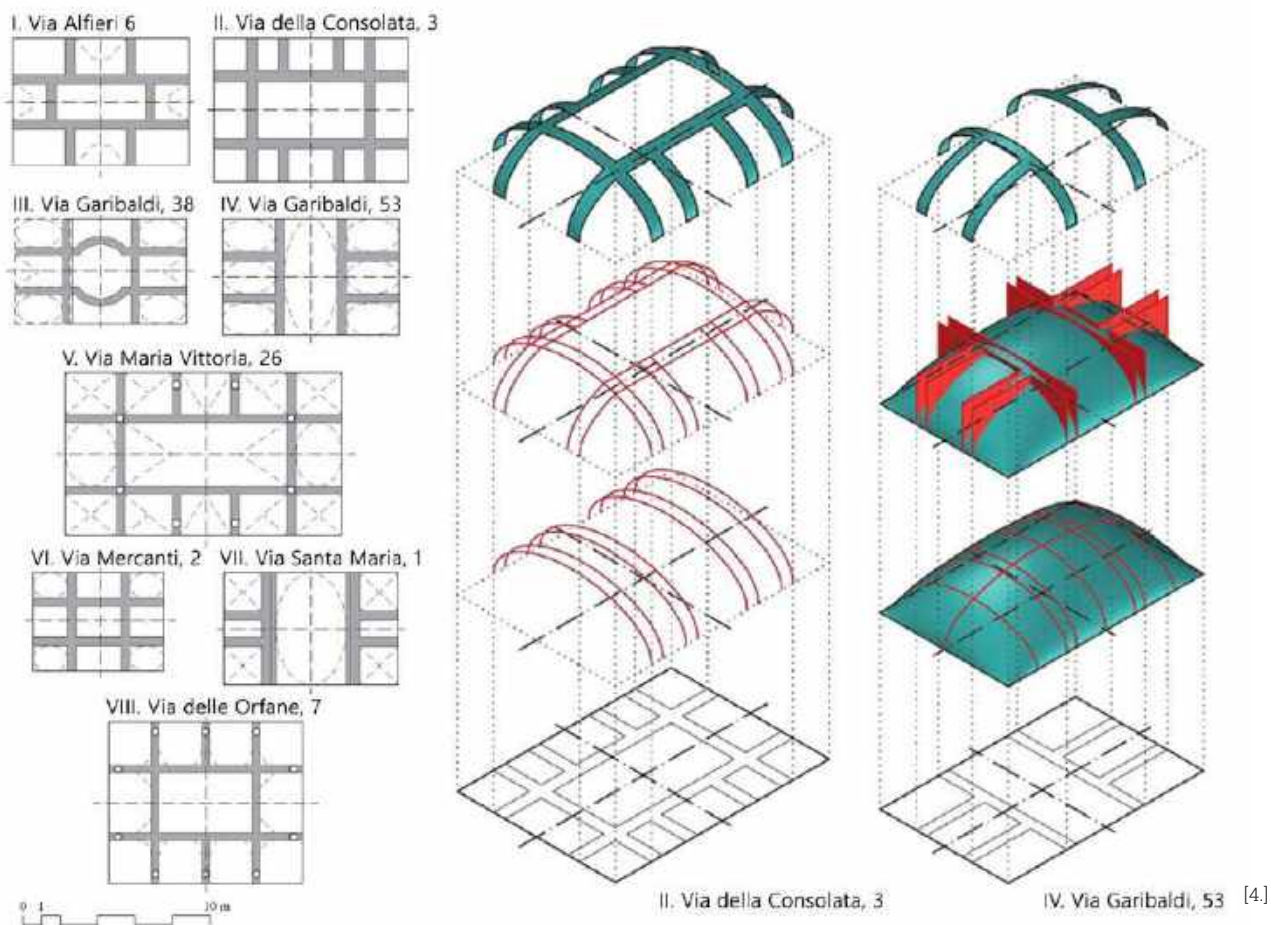 I. Via Alfieri 6
II. Via della Consolata, 3
III. Via Garibaldi, 38
IV. Via Garibaldi, 53
V. Via Maria Vittoria, 26
VI. Via Mercanti, 2
VII. Via Santa Maria, 1
VIII. Via delle Orfane, 7
0 1 10 m
II. Via della Consolata, 3
IV. Via Garibaldi, 53
[4.]